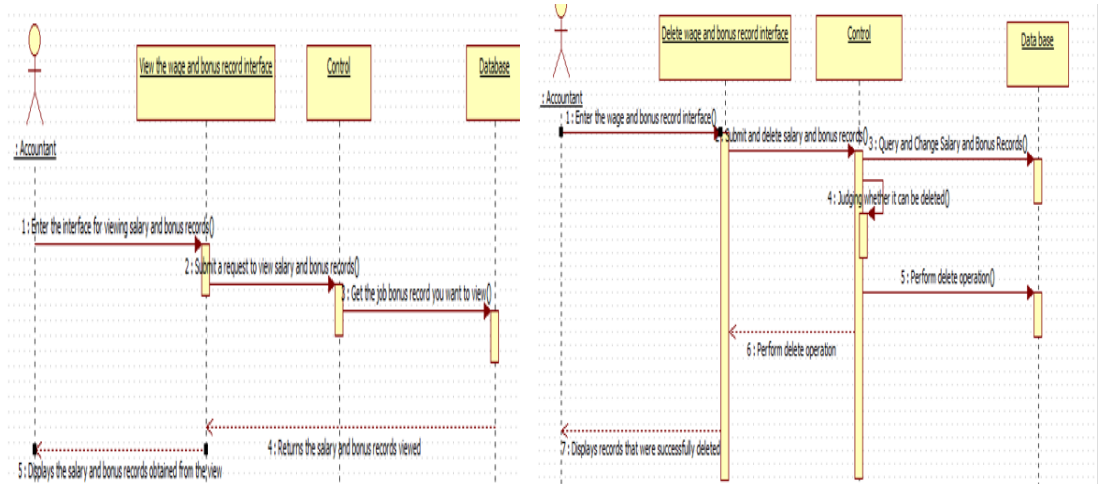 View the wage and bonus record interface
Control
Database
: Accountant
1 : Enter the interface for viewing salary and bonus records()
2 : Submit a request to view salary and bonus records()
3 : Get the job bonus record you want to view()
4 : Returns the salary and bonus records viewed
5 : Displays the salary and bonus records obtained from the view
Delete wage and bonus record interface
Control
Data base
: Accountant
1 : Enter the wage and bonus record interface()
2 : Submit and delete salary and bonus records()
3 : Query and Change Salary and Bonus Records()
4 : Judging whether it can be deleted()
5 : Perform delete operation()
6 : Perform delete operation
7 : Displays records that were successfully deleted